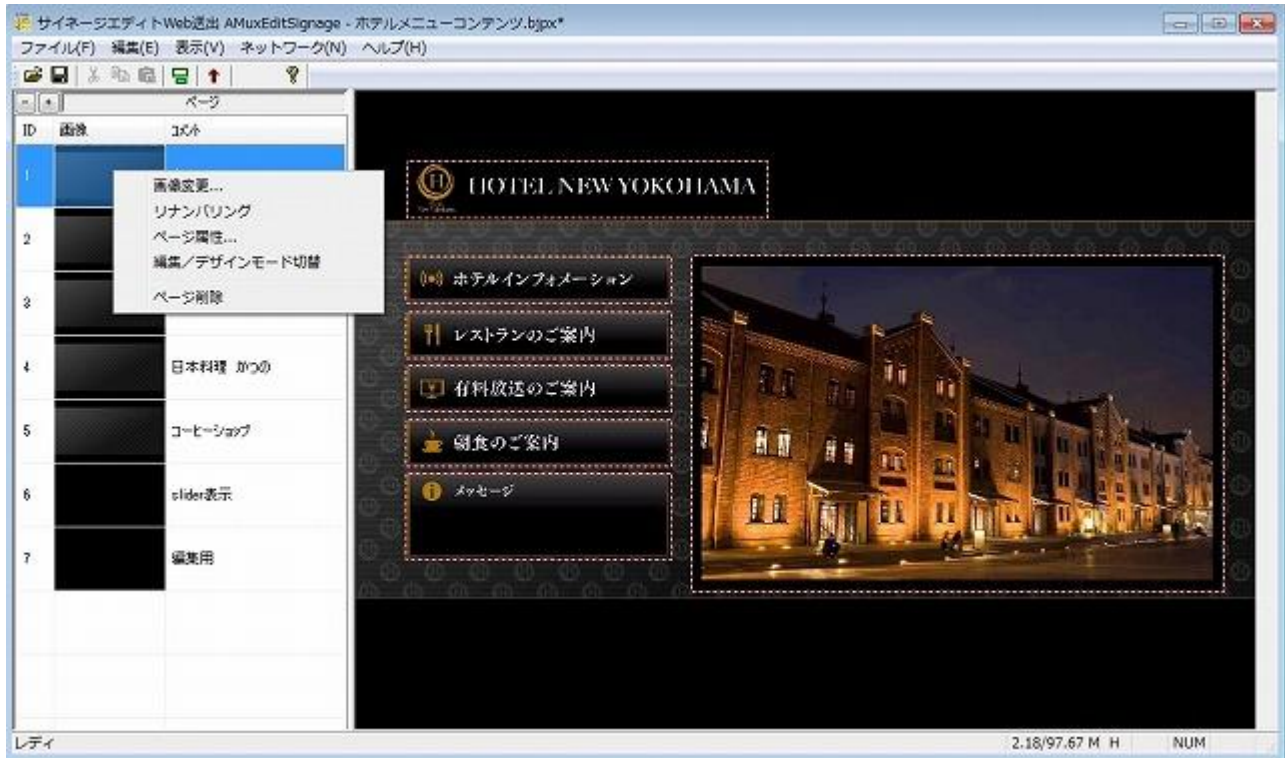 サイネージエディトWeb送出 AMuxEditSignage - ホテルメニューコンテンツ.bjpx*
ファイル(F) 編集(E) 表示(V) ネットワーク(N) ヘルプ(H)
- + ページ
ID 画像 コメント
1
画像変更...
リナンバリング
ページ属性...
編集/デザインモード切替
ページ削除
2
3
4 日本料理 かつの
5 コーヒーショップ
6 slider表示
7 編集用
HOTEL NEW YOKOHAMA
ホテルインフォメーション
レストランのご案内
有料放送のご案内
朝食のご案内
メッセージ
レディ 2.18/97.67 M H NUM